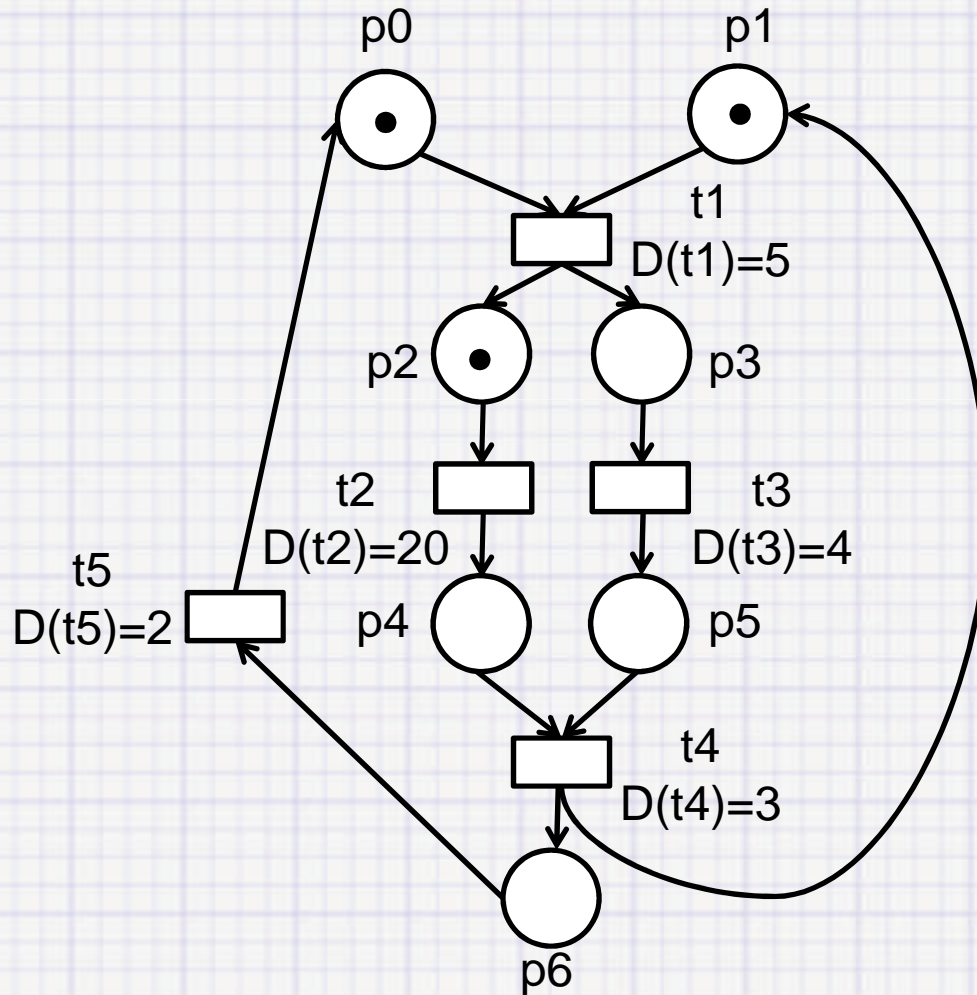 p0
p1
t1
D(t1)=5
p2
p3
t2
D(t2)=20
t3
D(t3)=4
t5
D(t5)=2
p4
p5
t4
D(t4)=3
p6